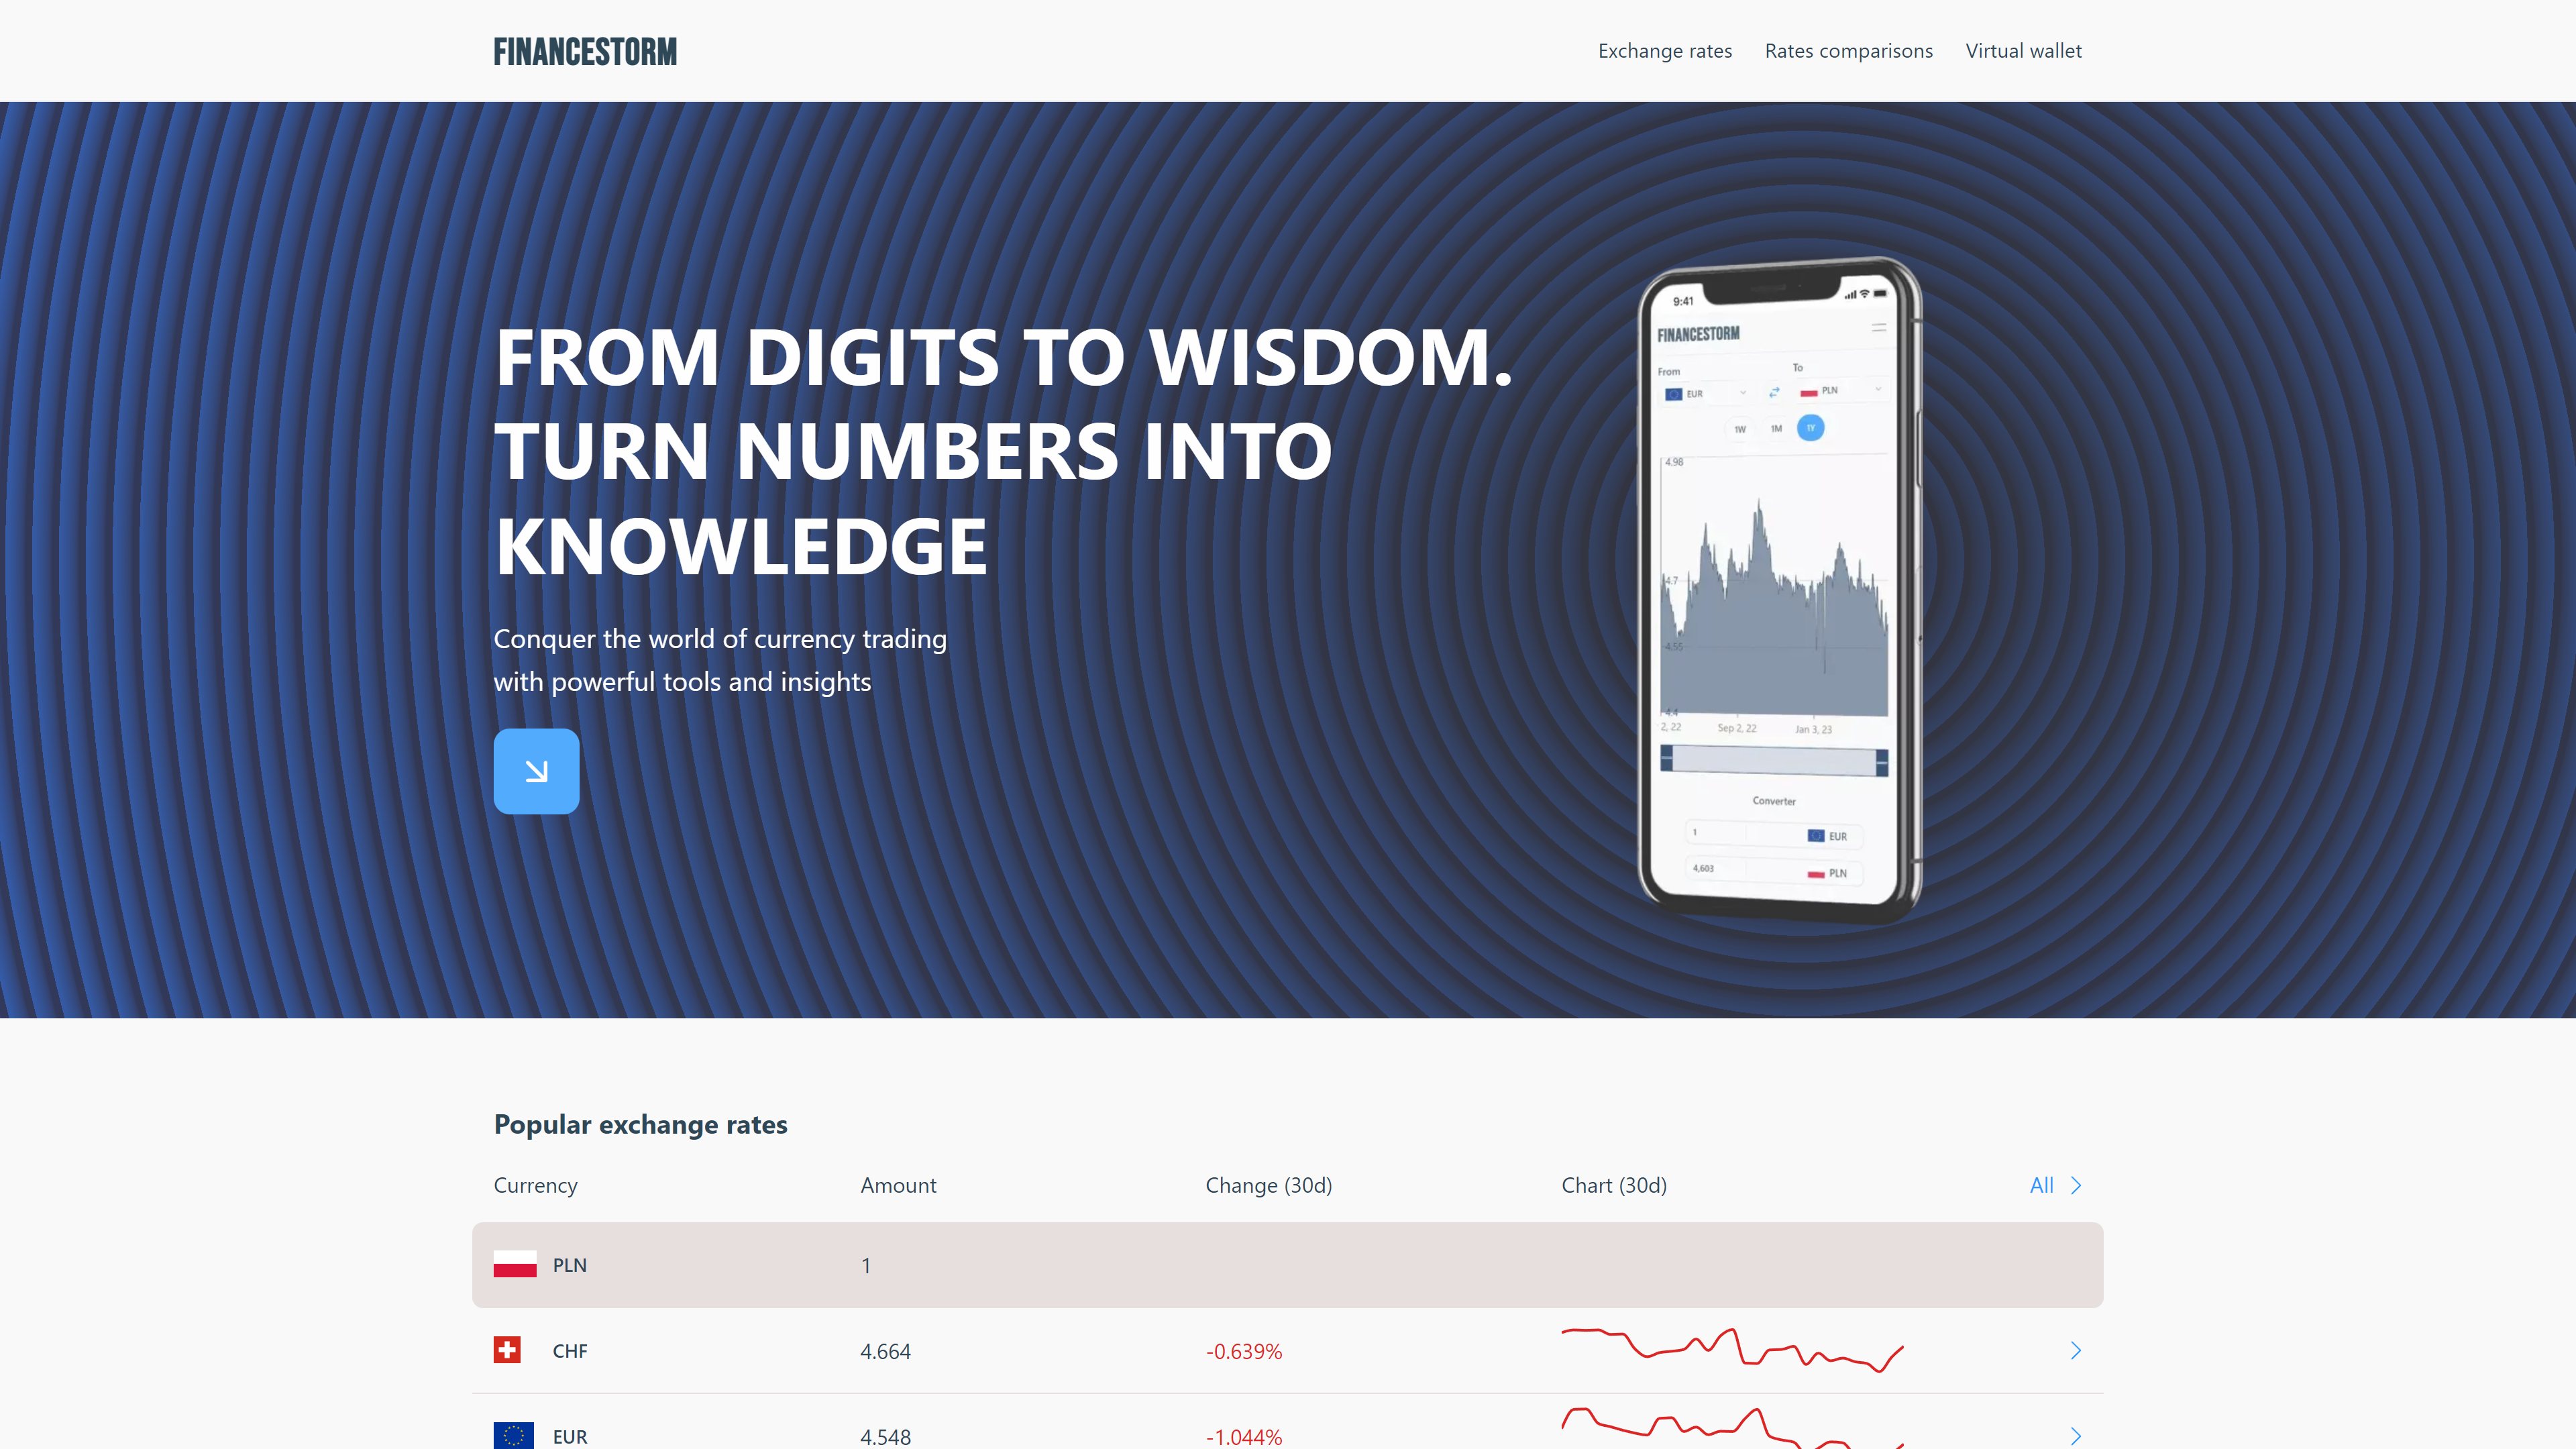 FINANCESTORM
Exchange rates Rates comparisons Virtual wallet
FROM DIGITS TO WISDOM.
TURN NUMBERS INTO
KNOWLEDGE
Conquer the world of currency trading
with powerful tools and insights
9:41
FINANCESTORM
From To
EUR PLN
1W 1M 1Y
4.98
4.7
4.55
4.4
2, 22 Sep 2, 22 Jan 3, 23
Converter
1 EUR
4,603 PLN
Popular exchange rates
Currency Amount Change (30d) Chart (30d) All
PLN 1
CHF 4.664 -0.639%
EUR 4.548 -1.044%